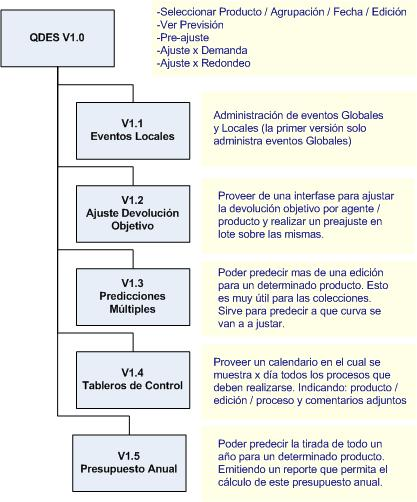 QDES V1.0
-Seleccionar Producto / Agrupación / Fecha / Edición
-Ver Previsión
-Pre-ajuste
-Ajuste x Demanda
-Ajuste x Redondeo
V1.1
Eventos Locales
Administración de eventos Globales
y Locales (la primer versión solo
administra eventos Globales)
V1.2
Ajuste Devolución
Objetivo
Proveer de una interfase para ajustar
la devolución objetivo por agente /
producto y realizar un preajuste en
lote sobre las mismas.
V1.3
Predicciones
Múltiples
Poder predecir mas de una edición
para un determinado producto. Esto
es muy útil para las colecciones.
Sirve para predecir a que curva se
van a a justar.
V1.4
Tableros de Control
Proveer un calendario en el cual se
muestra x día todos los procesos que
deben realizarse. Indicando: producto /
edición / proceso y comentarios adjuntos
V1.5
Presupuesto Anual
Poder predecir la tirada de todo un
año para un determinado producto.
Emitiendo un reporte que permita el
cálculo de este presupuesto anual.